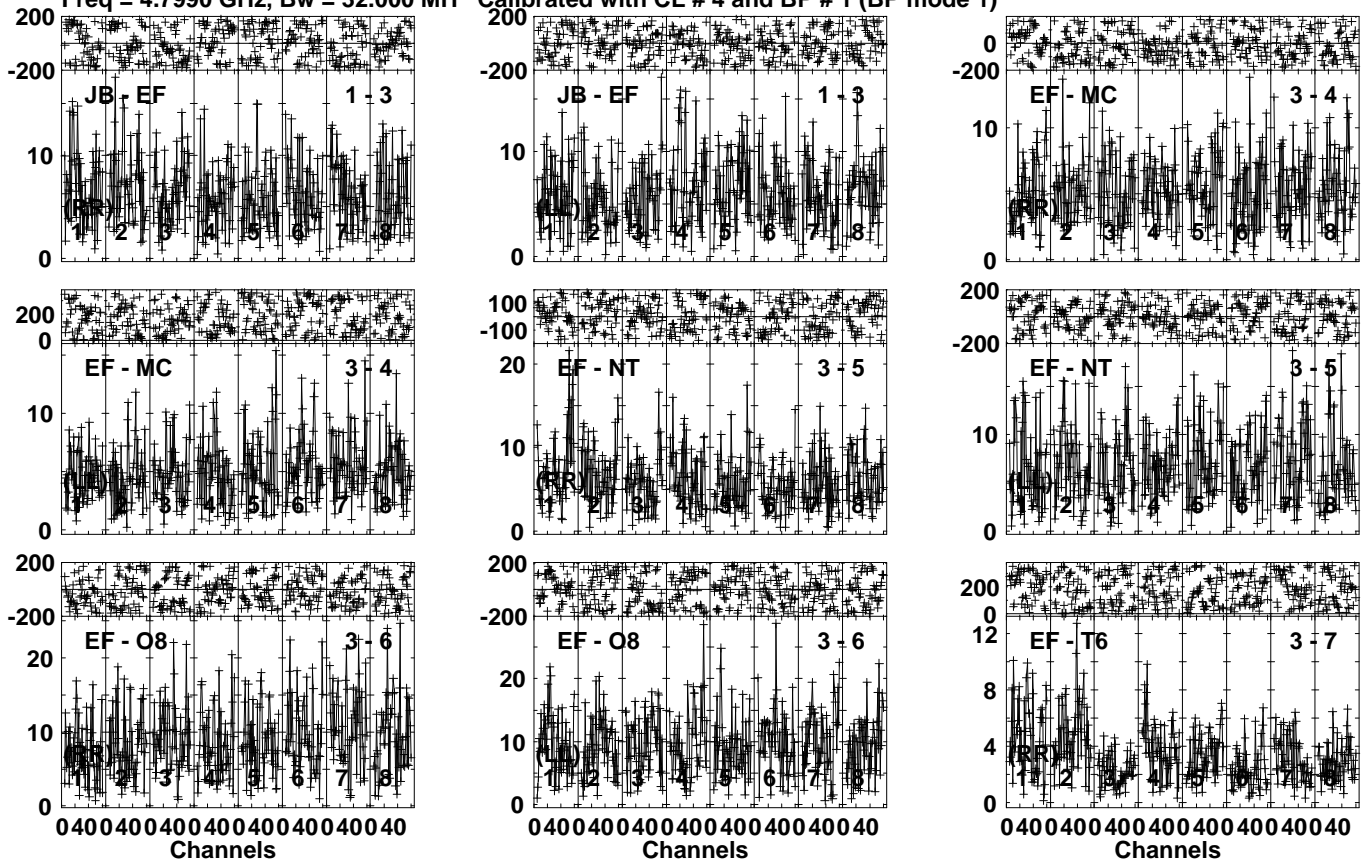 Freq = 4.7990 GHz, Bw = 32.000 MH Calibrated with CL # 4 and BP # 1 (BP mode 1)
200
-200
JB - EF 1 - 3
10
(RR)
1 2 3 4 5 6 7 8
0
200
-200
JB - EF 1 - 3
10
(LL)
1 2 3 4 5 6 7 8
0
0
-200
EF - MC 3 - 4
10
(RR)
1 2 3 4 5 6 7 8
0
200
0
EF - MC 3 - 4
10
(LL)
1 2 3 4 5 6 7 8
0
100
-100
20
EF - NT 3 - 5
10
(RR)
1 2 3 4 5 6 7 8
0
200
-200
EF - NT 3 - 5
10
(LL)
1 2 3 4 5 6 7 8
0
200
-200
EF - O8 3 - 6
20
10
(RR)
1 2 3 4 5 6 7 8
0
0 40 0 40 0 40 0 40 0 40 0 40 0 40 0 40
Channels
200
-200
EF - O8 3 - 6
20
10
(LL)
1 2 3 4 5 6 7 8
0
0 40 0 40 0 40 0 40 0 40 0 40 0 40 0 40
Channels
200
0
12
EF - T6 3 - 7
8
4
(RR)
1 2 3 4 5 6 7 8
0
0 40 0 40 0 40 0 40 0 40 0 40 0 40 0 40
Channels